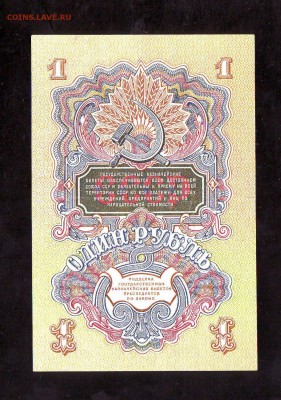 COINS.LAVE.RU
1 1
ГОСУДАРСТВЕННЫЕ КАЗНАЧЕЙСКИЕ
БИЛЕТЫ ОБЕСПЕЧИВАЮТСЯ ВСЕМ ДОСТОЯНИЕМ
СОЮЗА ССР И ОБЯЗАТЕЛЬНЫ К ПРИЕМУ НА ВСЕЙ
ТЕРРИТОРИИ СССР ВО ВСЕ ПЛАТЕЖИ ДЛЯ ВСЕХ
УЧРЕЖДЕНИЙ, ПРЕДПРИЯТИЙ И ЛИЦ ПО
НАРИЦАТЕЛЬНОЙ СТОИМОСТИ
ОДИН РУБЛЬ
ПОДДЕЛКА
ГОСУДАРСТВЕННЫХ
КАЗНАЧЕЙСКИХ БИЛЕТОВ
ПРЕСЛЕДУЕТСЯ
ПО ЗАКОНУ
1 1